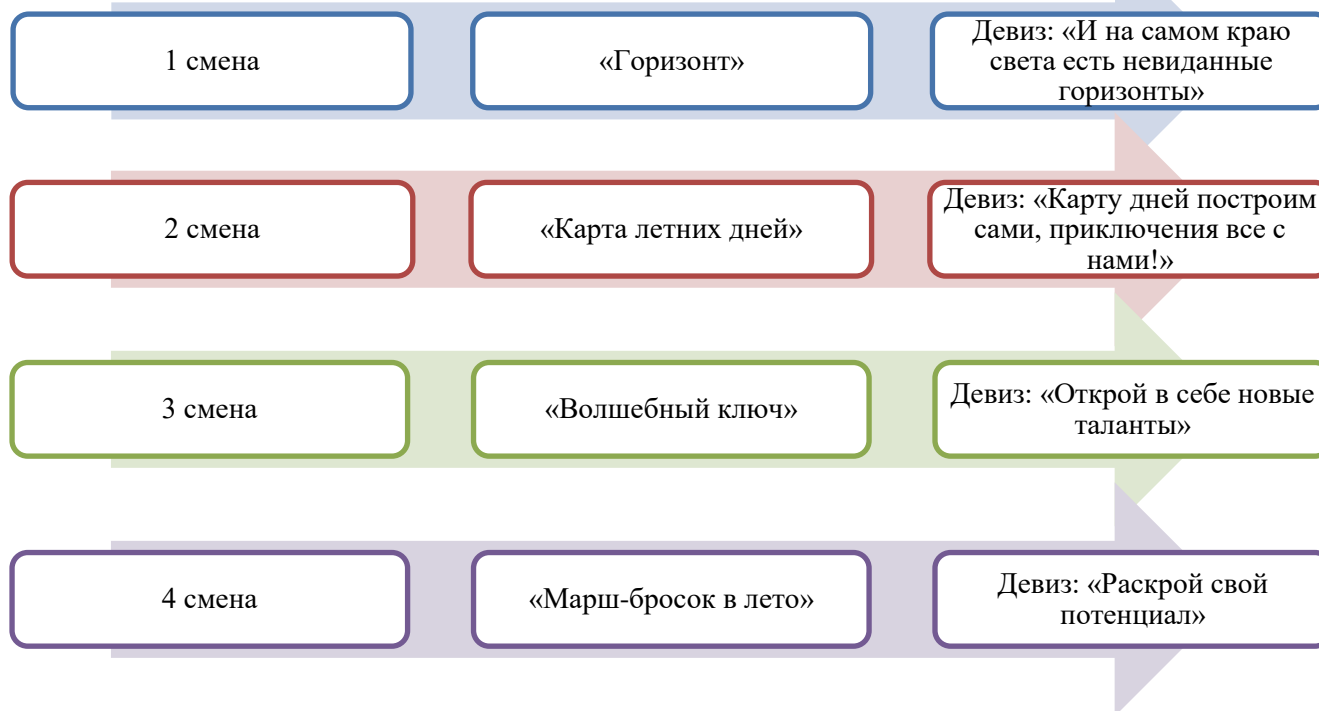 1 смена
«Горизонт»
Девиз: «И на самом краю
света есть невиданные
горизонты»
2 смена
«Карта летних дней»
Девиз: «Карту дней построим
сами, приключения все с
нами!»
3 смена
«Волшебный ключ»
Девиз: «Открой в себе новые
таланты»
4 смена
«Марш-бросок в лето»
Девиз: «Раскрой свой
потенциал»